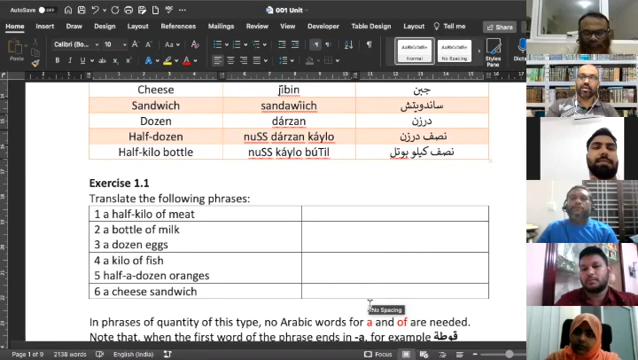 AutoSave
OFF
001 Unit
Home
Insert
Draw
Design
Layout
References
Mailings
Review
View
Developer
Table Design
Layout
Tell me
Share
Paste
Normal
No Spacing
Styles Pane
Cheese jibin جبن
Sandwich sandawîich ساندويتش
Dozen dárzan درزن
Half-dozen nuSS dárzan káylo نصف درزن
Half-kilo bottle nuSS káylo búTil نصف كيلو بوتل
Exercise 1.1
Translate the following phrases:
1 a half-kilo of meat
2 a bottle of milk
3 a dozen eggs
4 a kilo of fish
5 half-a-dozen oranges
6 a cheese sandwich
No Spacing
In phrases of quantity of this type, no Arabic words for a and of are needed.
Note that, when the first word of the phrase ends in -a, for example قوطة
Page 1 of 9
2138 words
English (India)
Focus